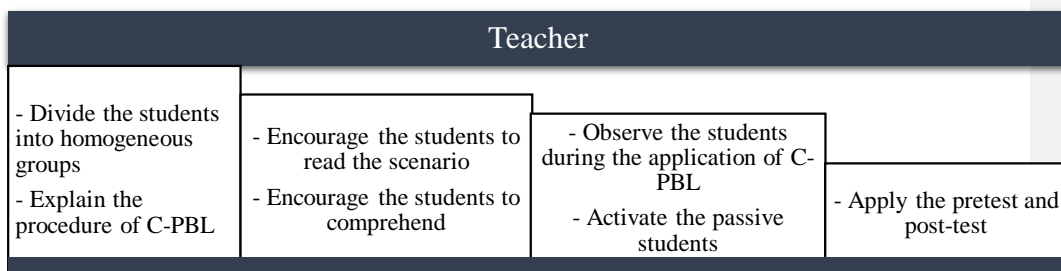 Teacher
- Divide the students
into homogeneous
groups
- Explain the
procedure of C-PBL
- Encourage the students to
read the scenario
- Encourage the students to
comprehend
- Observe the students
during the application of C-
PBL
- Activate the passive
students
- Apply the pretest and
post-test